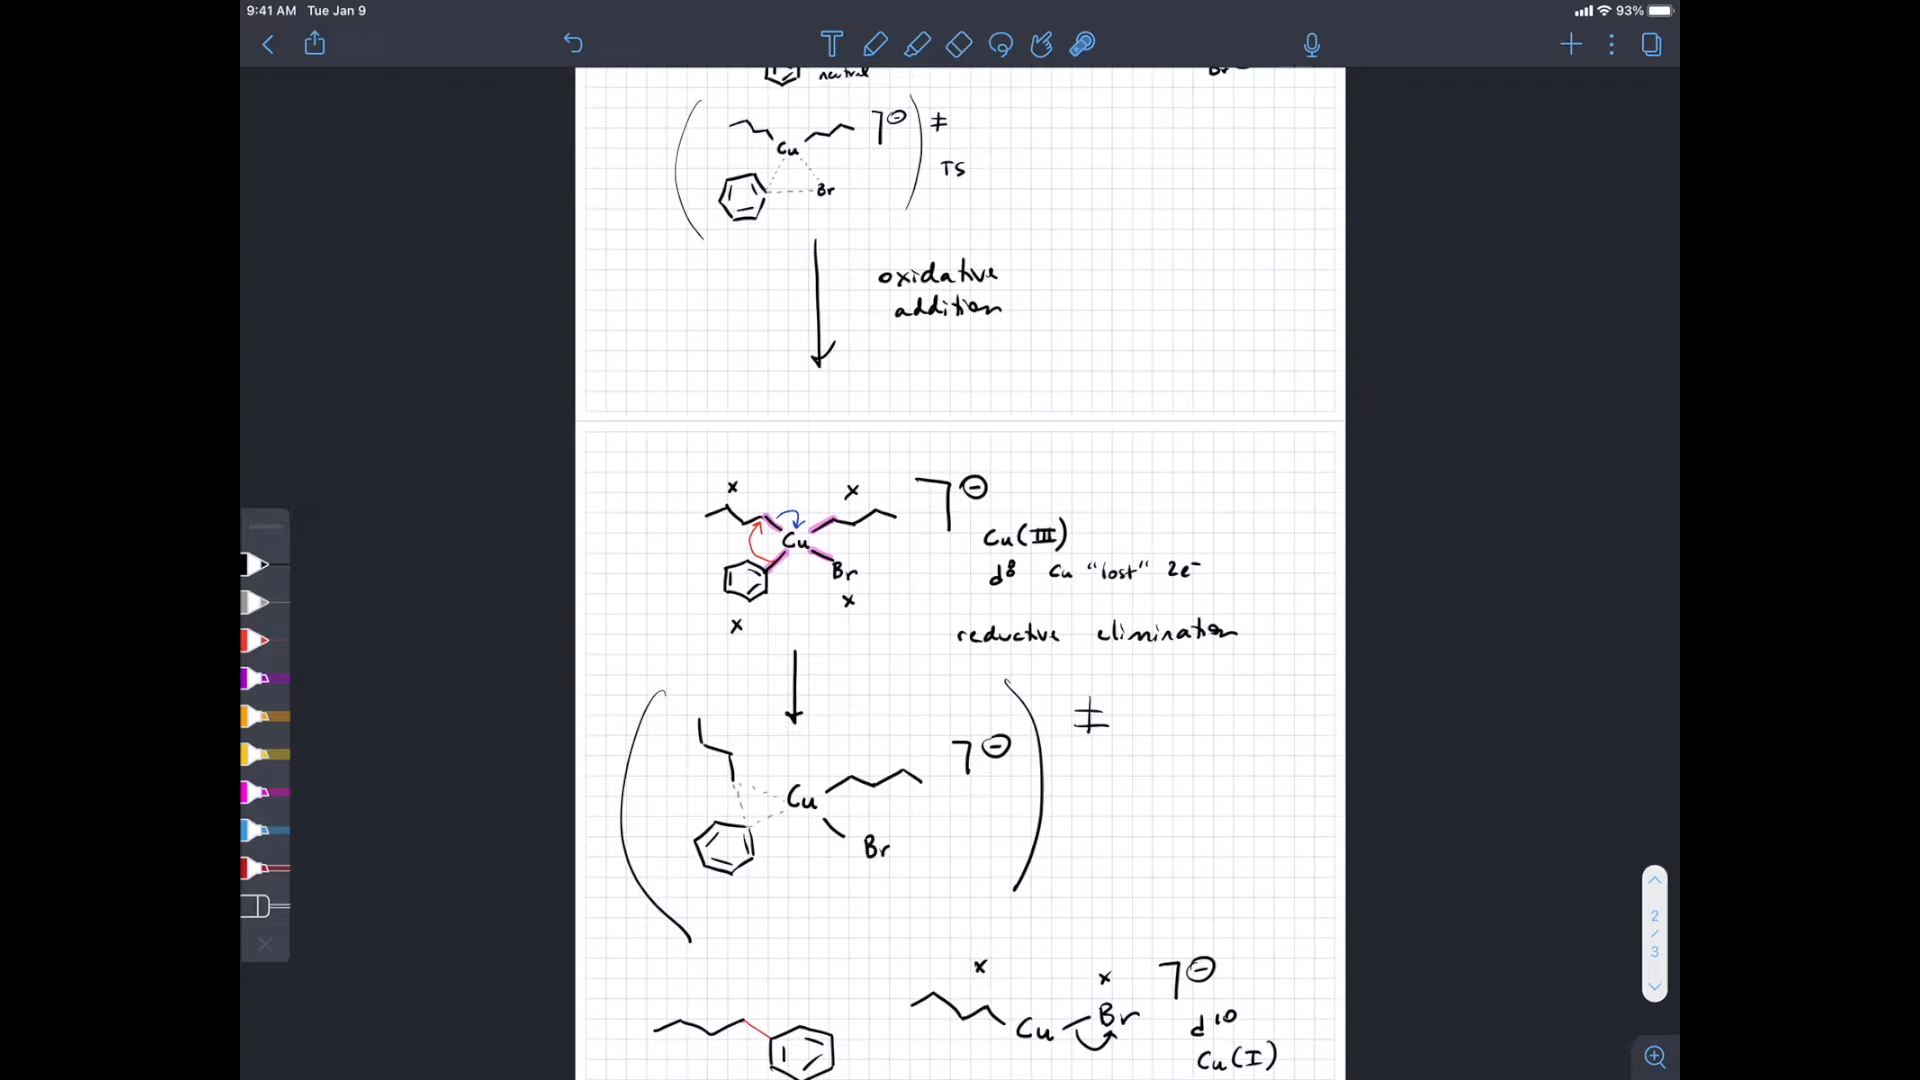 9:41 AM Tue Jan 9
93%
neutral
Br
⊖
‡
Cu
Br
TS
oxidative
addition
x
x
⊖
Cu
Br
x
x
Cu(III)
d8 Cu "lost" 2e-
reductive elimination
‡
⊖
Cu
Br
2
/
3
x
x
⊖
Cu
Br
d10
Cu(I)